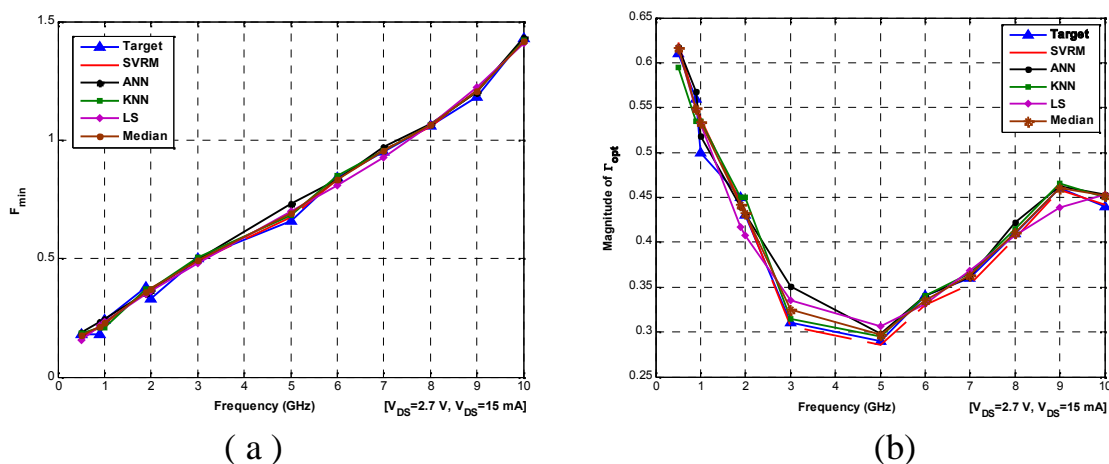 1.5
1
0.5
0
F_min
Target
SVRM
ANN
KNN
LS
Median
0 1 2 3 4 5 6 7 8 9 10
Frequency (GHz)
[V_DS=2.7 V, V_DS=15 mA]
( a )
0.65
0.6
0.55
0.5
0.45
0.4
0.35
0.3
0.25
Magnitude of Γ_opt
Target
SVRM
ANN
KNN
LS
Median
0 1 2 3 4 5 6 7 8 9 10
Frequency (GHz)
[V_DS=2.7 V, V_DS=15 mA]
(b)